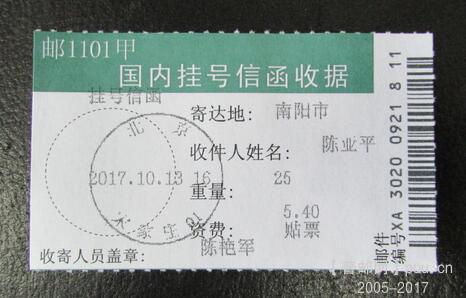 邮1101甲
国内挂号信函收据
挂号信函
寄达地: 南阳市
收件人姓名: 陈亚平
北京
2017.10.13 16
重量: 25
资费: 5.40
贴票
收寄人员盖章: 陈艳军
邮件
编号XA 3020 0921 8 11
2005-2017